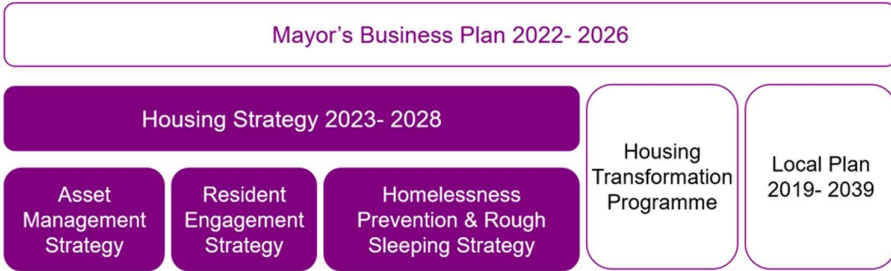 Mayor's Business Plan 2022- 2026
Housing Strategy 2023- 2028
Asset
Management
Strategy
Resident
Engagement
Strategy
Homelessness
Prevention & Rough
Sleeping Strategy
Housing
Transformation
Programme
Local Plan
2019- 2039